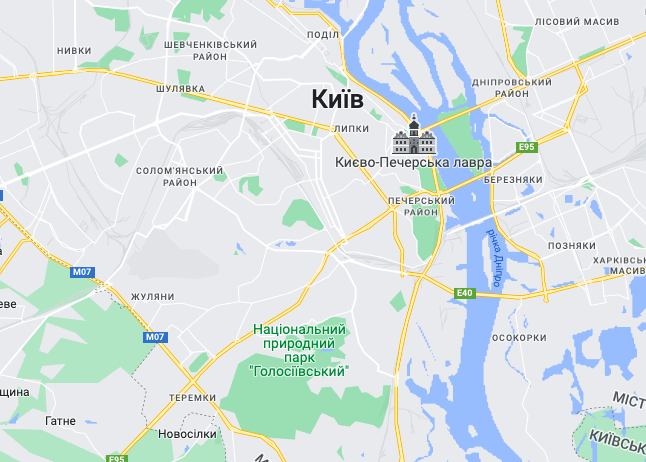 ЛІСОВИЙ МАСИВ
ПОДІЛ
ШЕВЧЕНКІВСЬКИЙ
РАЙОН
НИВКИ
ДНІПРОВСЬКИЙ
РАЙОН
ШУЛЯВКА
Київ
ЛИПКИ
E95
Києво-Печерська лавра
СОЛОМ'ЯНСЬКИЙ
РАЙОН
БЕРЕЗНЯКИ
ПЕЧЕРСЬКИЙ
РАЙОН
річка Дніпро
ПОЗНЯКИ
ХАРКІВСЬ
МАСИВ
M07
E40
ЖУЛЯНИ
еве
M07
Національний
природний
парк
"Голосіївський"
ОСОКОРКИ
щина
ТЕРЕМКИ
МІСТ
Гатне
Новосілки
КИЇВСЬК
E95